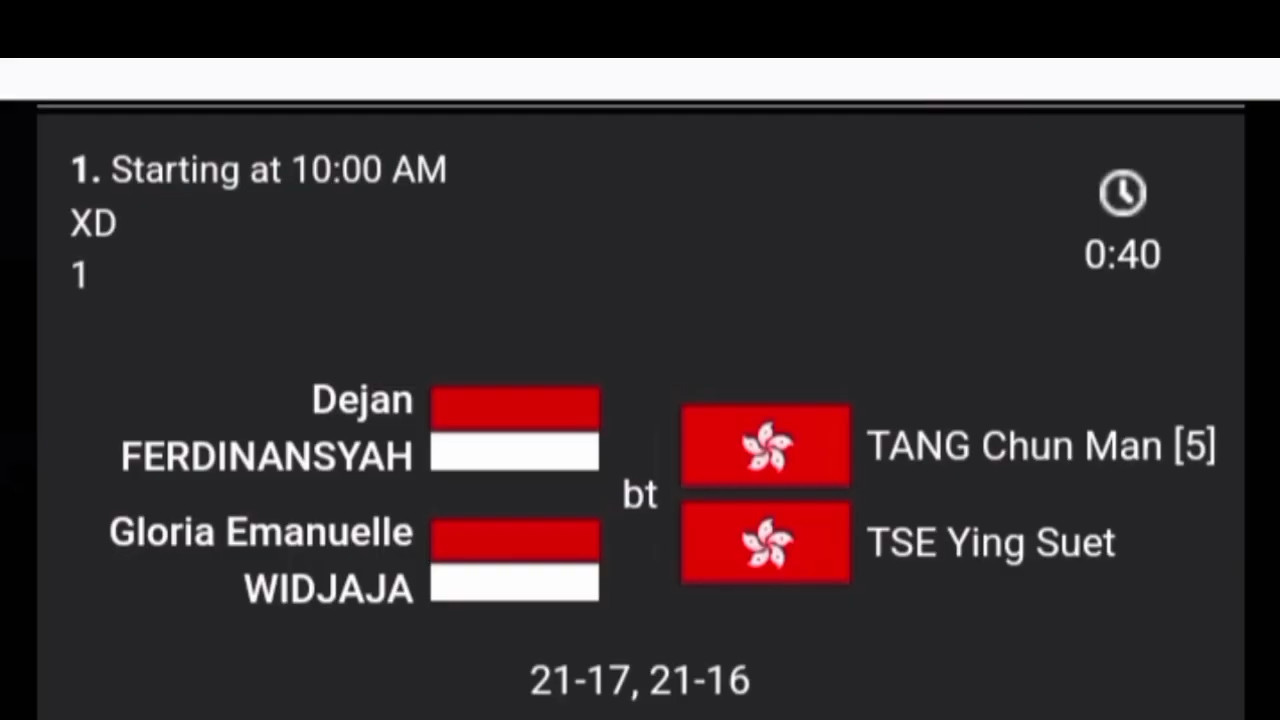 1. Starting at 10:00 AM
XD
1
0:40
Dejan
FERDINANSYAH
Gloria Emanuelle
WIDJAJA
bt
TANG Chun Man [5]
TSE Ying Suet
21-17, 21-16